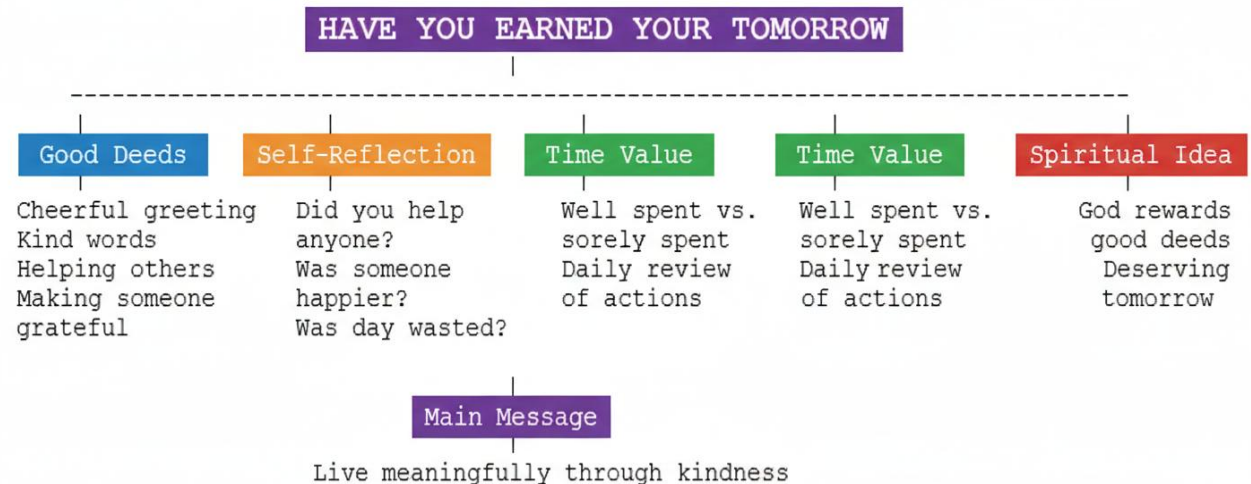 HAVE YOU EARNED YOUR TOMORROW
Good Deeds
Cheerful greeting
Kind words
Helping others
Making someone
grateful
Self-Reflection
Did you help
anyone?
Was someone
happier?
Was day wasted?
Time Value
Well spent vs.
sorely spent
Daily review
of actions
Time Value
Well spent vs.
sorely spent
Daily review
of actions
Spiritual Idea
God rewards
good deeds
Deserving
tomorrow
Main Message
Live meaningfully through kindness